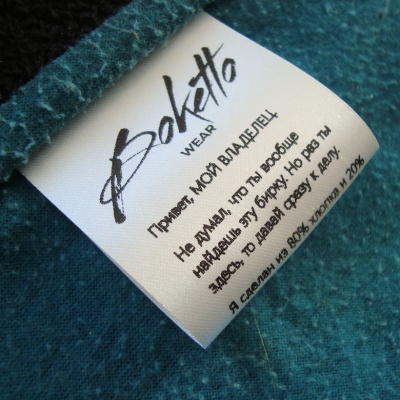 Boketto
WEAR
Привет, МОЙ ВЛАДЕЛЕЦ
Не думал, что ты вообще
найдешь эту бирку. Но раз ты
здесь, то давай сразу к делу.
Я сделан из 80% хлопка и 20%